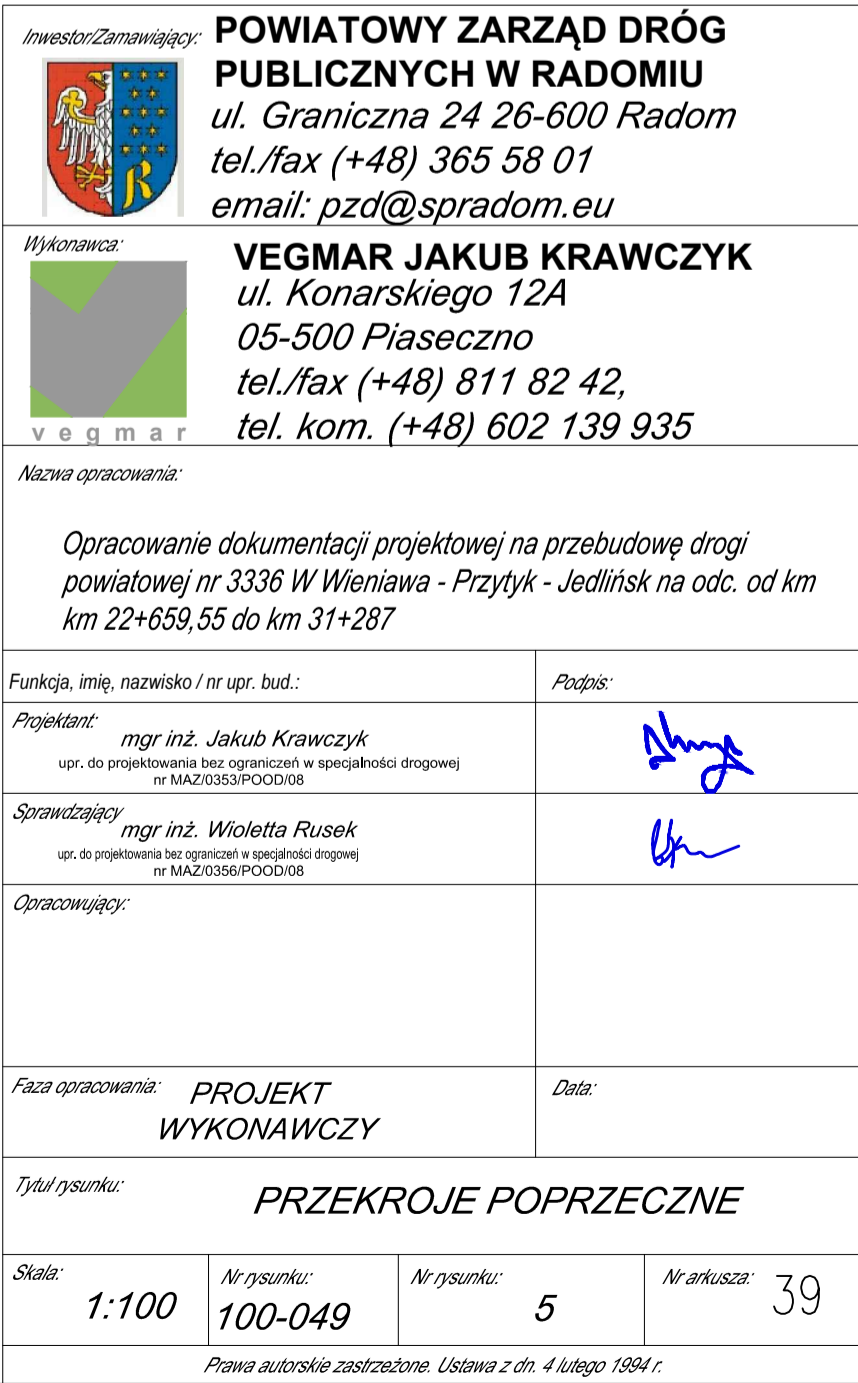 Inwestor/Zamawiający: POWIATOWY ZARZĄD DRÓG
PUBLICZNYCH W RADOMIU
ul. Graniczna 24 26-600 Radom
tel./fax (+48) 365 58 01
email: pzd@spradom.eu
R
Wykonawca:
VEGMAR JAKUB KRAWCZYK
ul. Konarskiego 12A
05-500 Piaseczno
tel./fax (+48) 811 82 42,
tel. kom. (+48) 602 139 935
vegmar
Nazwa opracowania:
Opracowanie dokumentacji projektowej na przebudowę drogi
powiatowej nr 3336 W Wieniawa - Przytyk - Jedlińsk na odc. od km
km 22+659,55 do km 31+287
Funkcja, imię, nazwisko / nr upr. bud.:
Podpis:
Projektant:
mgr inż. Jakub Krawczyk
upr. do projektowania bez ograniczeń w specjalności drogowej
nr MAZ/0353/POOD/08
Sprawdzający
mgr inż. Wioletta Rusek
upr. do projektowania bez ograniczeń w specjalności drogowej
nr MAZ/0356/POOD/08
Opracowujący:
Faza opracowania: PROJEKT
WYKONAWCZY
Data:
Tytuł rysunku:
PRZEKROJE POPRZECZNE
Skala:
1:100
Nr rysunku:
100-049
Nr rysunku:
5
Nr arkusza: 39
Prawa autorskie zastrzeżone. Ustawa z dn. 4 lutego 1994 r.